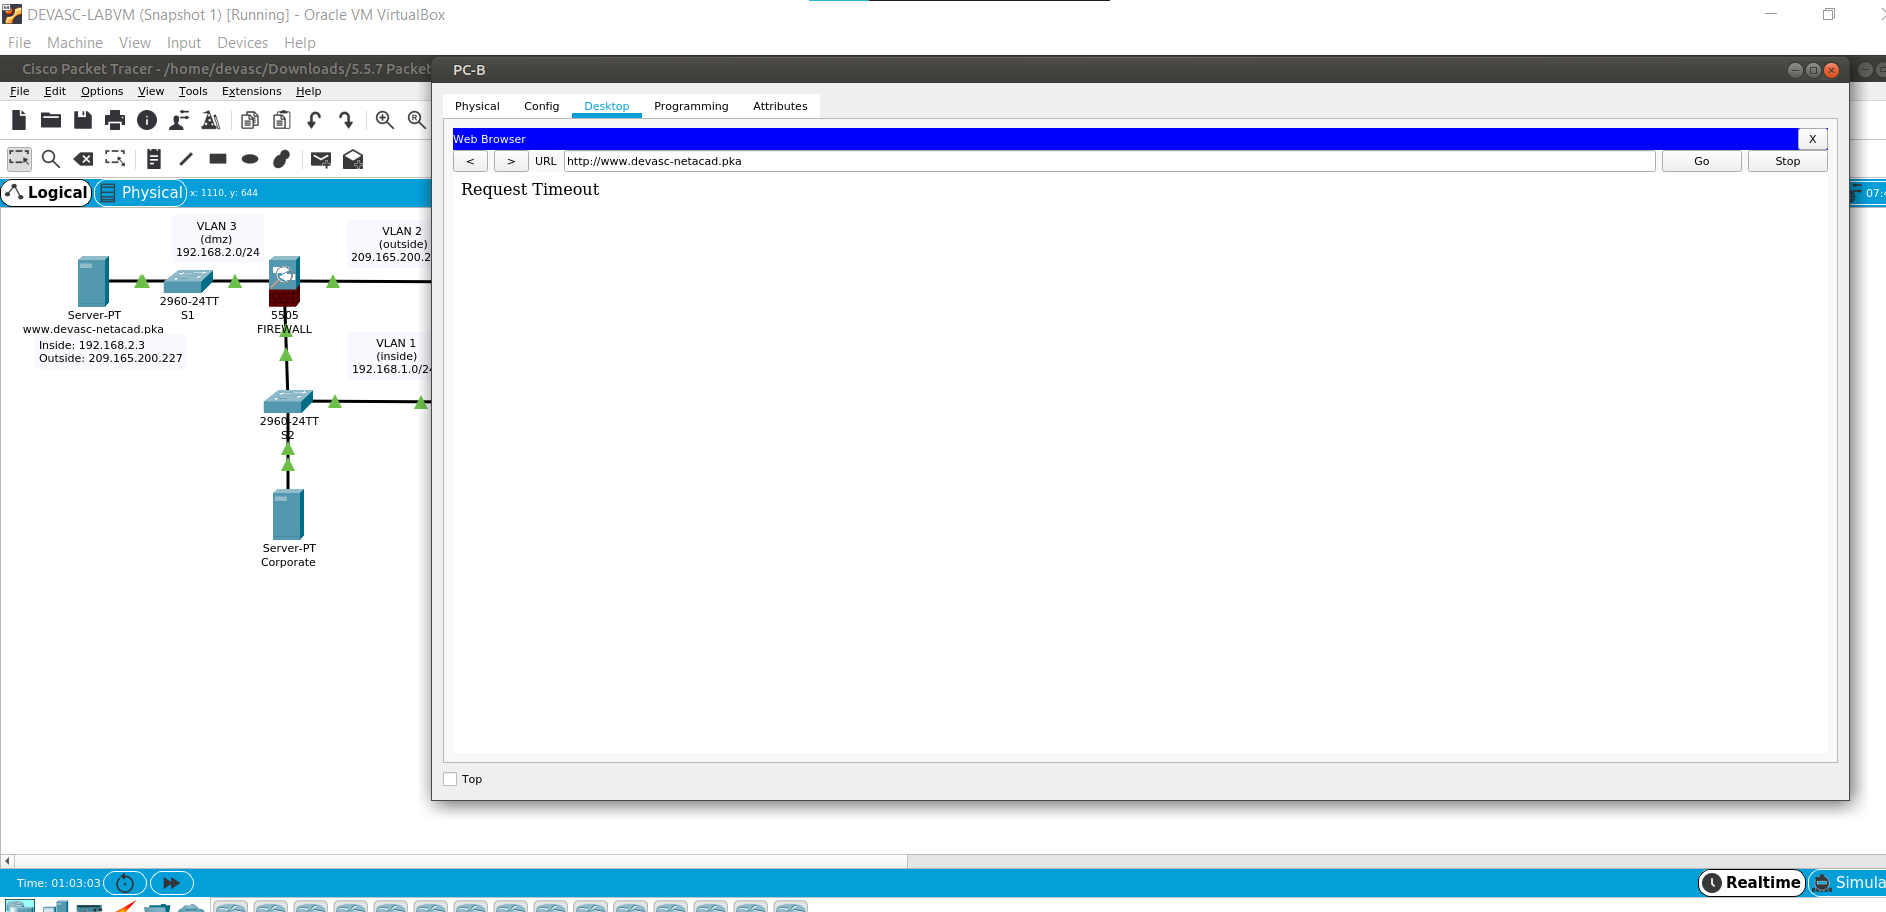 DEVASC-LABVM (Snapshot 1) [Running] - Oracle VM VirtualBox
File Machine View Input Devices Help
Cisco Packet Tracer - /home/devasc/Downloads/5.5.7 Packet
File Edit Options View Tools Extensions Help
Logical Physical x: 1110, y: 644
07:4
VLAN 3
(dmz)
192.168.2.0/24
VLAN 2
(outside)
209.165.200.2
Server-PT
www.devasc-netacad.pka
Inside: 192.168.2.3
Outside: 209.165.200.227
2960-24TT
S1
5505
FIREWALL
VLAN 1
(inside)
192.168.1.0/24
2960-24TT
S2
Server-PT
Corporate
PC-B
Physical Config Desktop Programming Attributes
Web Browser X
< > URL http://www.devasc-netacad.pka Go Stop
Request Timeout
Top
Time: 01:03:03
Realtime Simula